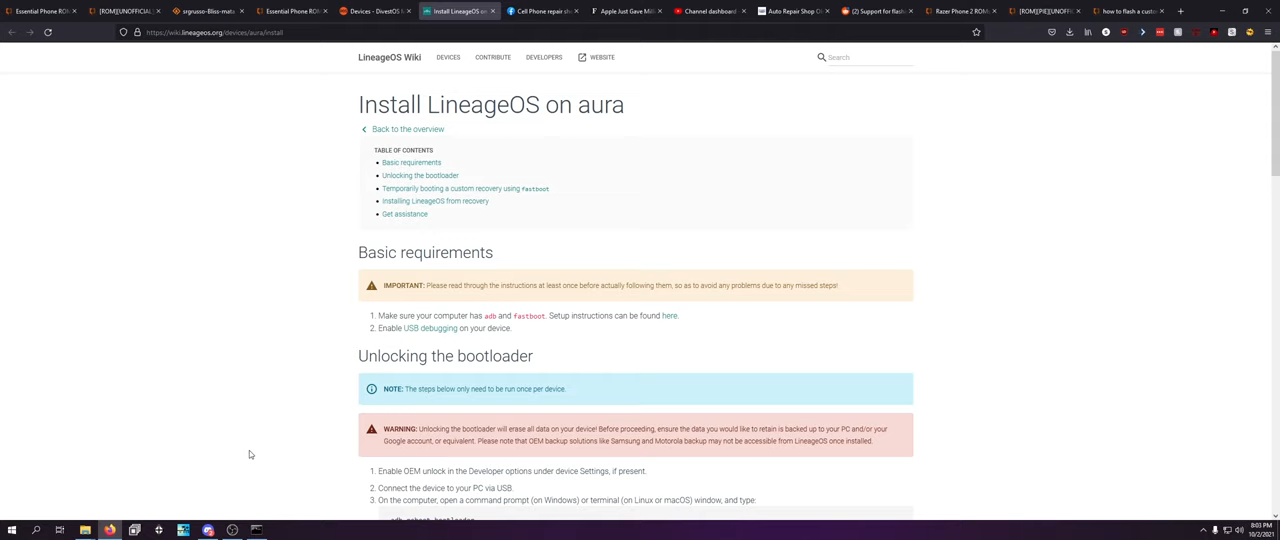 Essential Phone ROM
[ROM][UNOFFICIAL]
srgrusso-Bliss-mata
Essential Phone ROM
Devices - DivestOS M
Install LineageOS on
Cell Phone repair sho
Apple Just Gave Milli
Channel dashboard
Auto Repair Shop O
(2) Support for flash
Razer Phone 2 ROMs
[ROM][PIE][UNOFFI
how to flash a custo
https://wiki.lineageos.org/devices/aura/install
LineageOS Wiki
DEVICES
CONTRIBUTE
DEVELOPERS
WEBSITE
Search
Install LineageOS on aura
Back to the overview
TABLE OF CONTENTS
Basic requirements
Unlocking the bootloader
Temporarily booting a custom recovery using fastboot
Installing LineageOS from recovery
Get assistance
Basic requirements
IMPORTANT: Please read through the instructions at least once before actually following them, so as to avoid any problems due to any missed steps!
1. Make sure your computer has adb and fastboot. Setup instructions can be found here.
2. Enable USB debugging on your device.
Unlocking the bootloader
NOTE: The steps below only need to be run once per device.
WARNING: Unlocking the bootloader will erase all data on your device! Before proceeding, ensure the data you would like to retain is backed up to your PC and/or your
Google account, or equivalent. Please note that OEM backup solutions like Samsung and Motorola backup may not be accessible from LineageOS once installed.
1. Enable OEM unlock in the Developer options under device Settings, if present.
2. Connect the device to your PC via USB.
3. On the computer, open a command prompt (on Windows) or terminal (on Linux or macOS) window, and type:
adb reboot bootloader
8:03 PM
10/2/2021